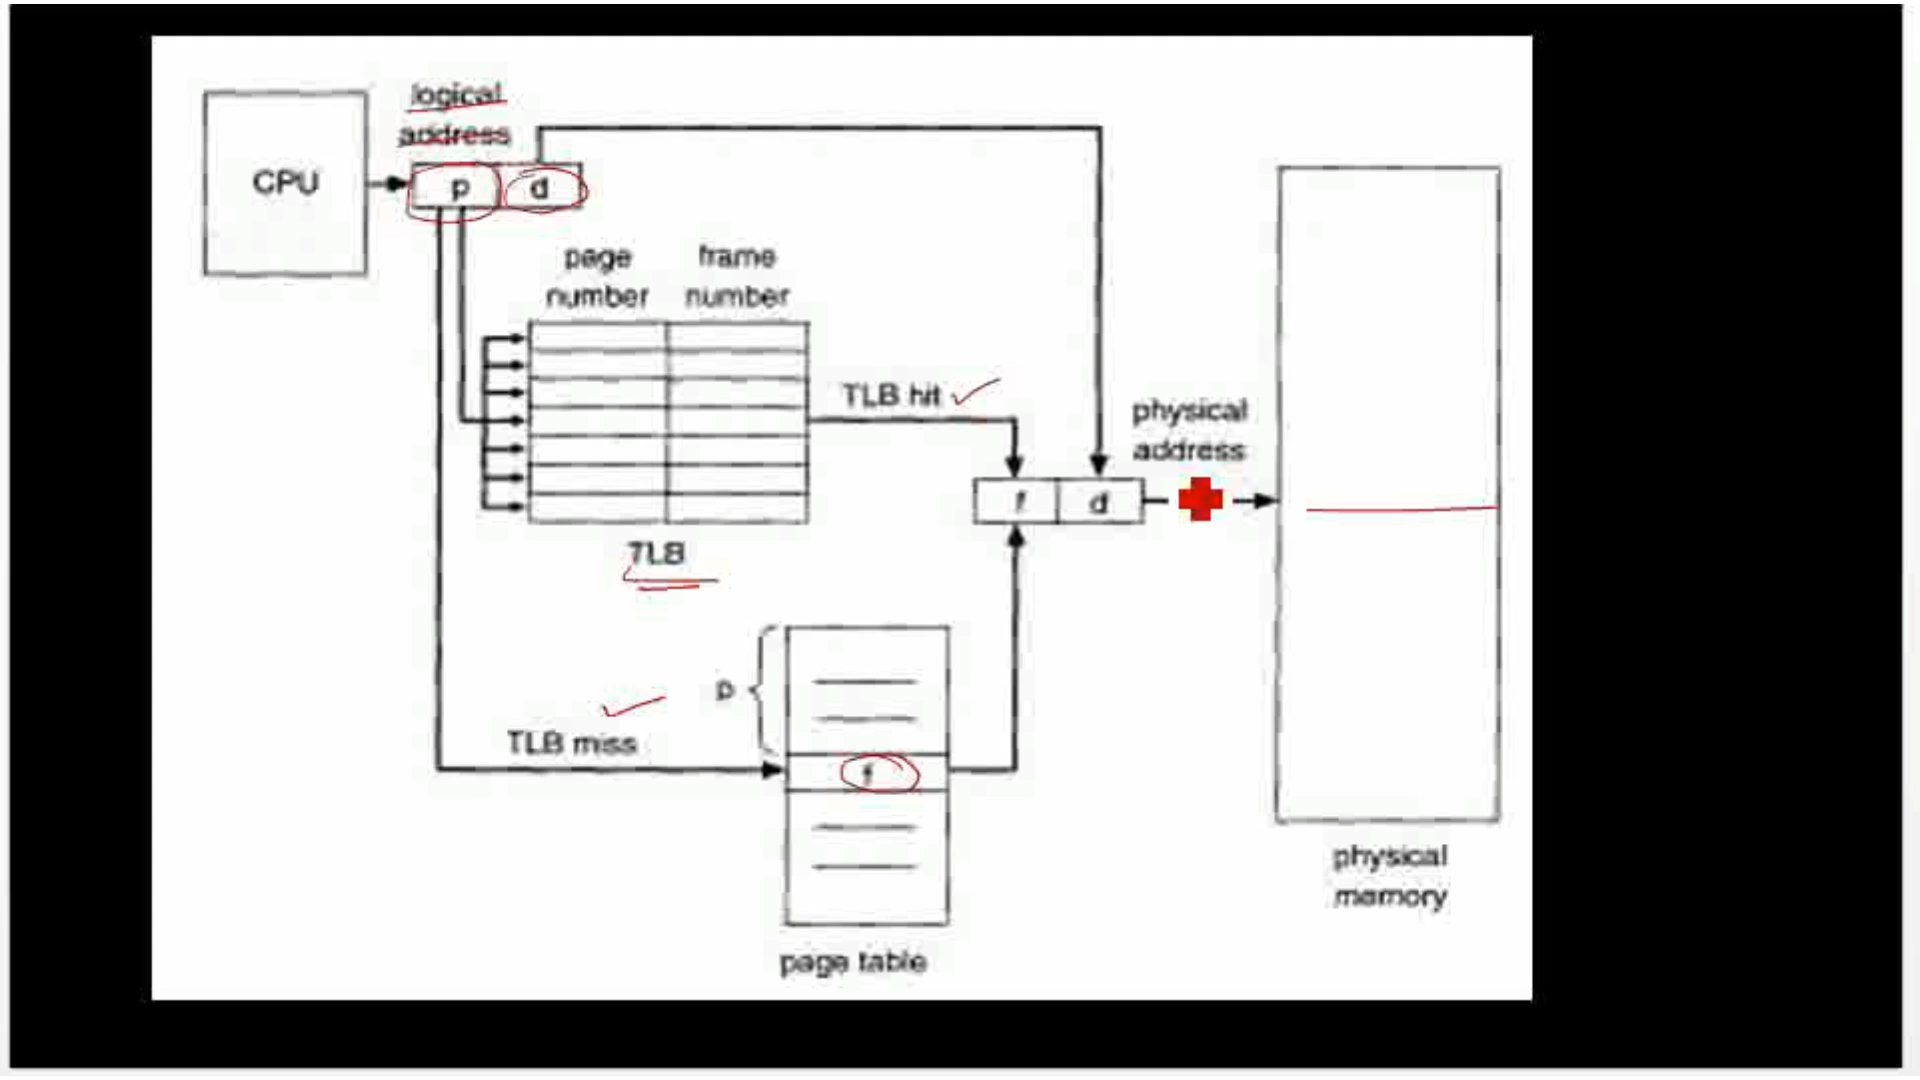 logical
address
CPU
p
d
page
number
frame
number
TLB hit
physical
address
f
d
TLB
p
TLB miss
f
page table
physical
memory